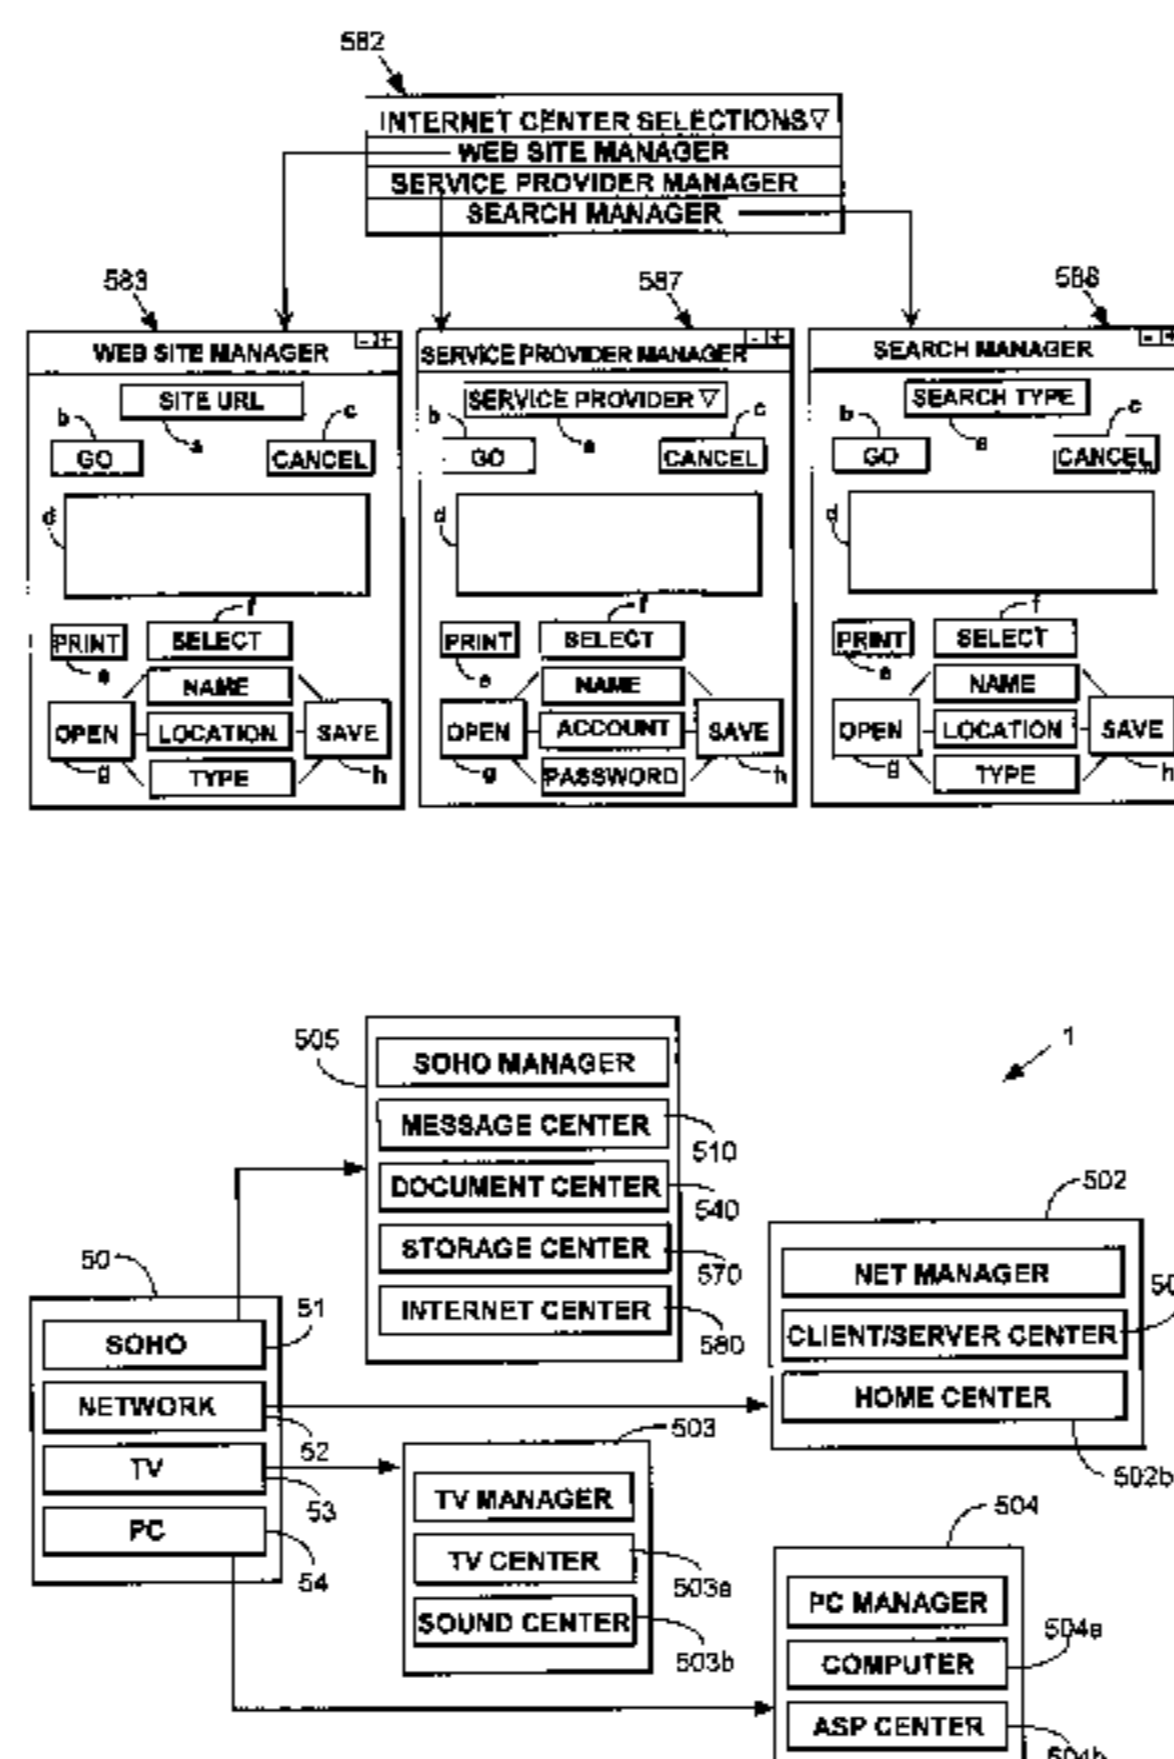 582
INTERNET CENTER SELECTIONS▽
WEB SITE MANAGER
SERVICE PROVIDER MANAGER
SEARCH MANAGER
583
WEB SITE MANAGER
- +
SITE URL
a
b
c
GO
CANCEL
d
f
PRINT
SELECT
e
NAME
OPEN
LOCATION
SAVE
g
TYPE
h
587
SERVICE PROVIDER MANAGER
- +
SERVICE PROVIDER ▽
a
b
c
GO
CANCEL
d
f
PRINT
SELECT
e
NAME
OPEN
ACCOUNT
SAVE
g
PASSWORD
h
588
SEARCH MANAGER
- +
SEARCH TYPE
a
b
c
GO
CANCEL
d
f
PRINT
SELECT
e
NAME
OPEN
LOCATION
SAVE
g
TYPE
h
1
505
SOHO MANAGER
MESSAGE CENTER
510
DOCUMENT CENTER
540
STORAGE CENTER
570
INTERNET CENTER
580
50
SOHO
51
NETWORK
52
TV
53
PC
54
502
NET MANAGER
CLIENT/SERVER CENTER
HOME CENTER
502b
503
TV MANAGER
TV CENTER
503a
SOUND CENTER
503b
504
PC MANAGER
504a
COMPUTER
ASP CENTER
504b